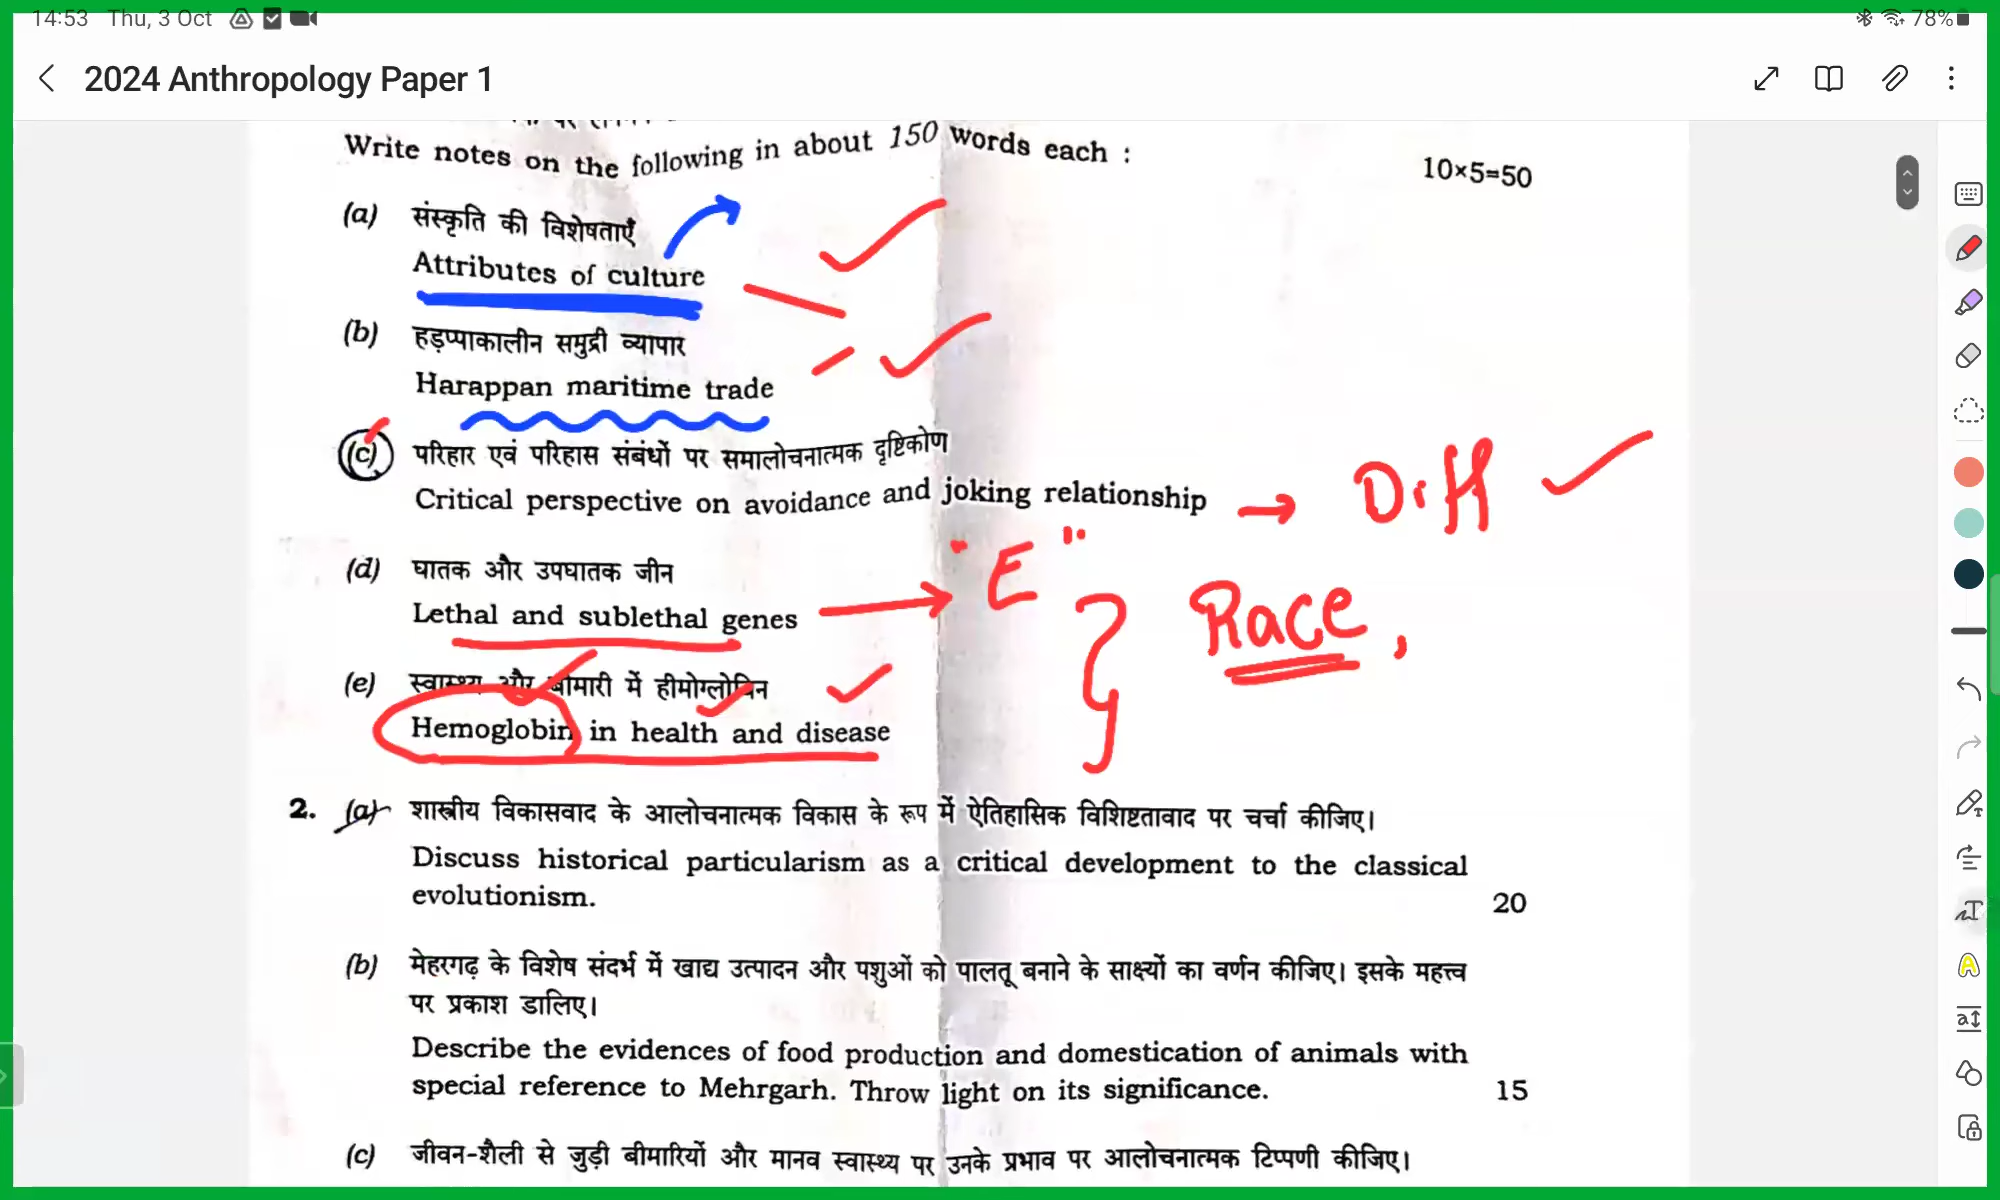 14:53 Thu, 3 Oct 78%
2024 Anthropology Paper 1
Write notes on the following in about 150 words each :
10×5=50
(a) संस्कृति की विशेषताएँ
Attributes of culture
(b) हड़प्पाकालीन समुद्री व्यापार
Harappan maritime trade
(c) परिहार एवं परिहास संबंधों पर समालोचनात्मक दृष्टिकोण
Critical perspective on avoidance and joking relationship
Diff
(d) घातक और उपघातक जीन
Lethal and sublethal genes
"E"
Race,
(e) स्वास्थ्य और बीमारी में हीमोग्लोबिन
Hemoglobin in health and disease
2. (a) शास्त्रीय विकासवाद के आलोचनात्मक विकास के रूप में ऐतिहासिक विशिष्टतावाद पर चर्चा कीजिए।
Discuss historical particularism as a critical development to the classical
evolutionism. 20
(b) मेहरगढ़ के विशेष संदर्भ में खाद्य उत्पादन और पशुओं को पालतू बनाने के साक्ष्यों का वर्णन कीजिए। इसके महत्त्व
पर प्रकाश डालिए।
Describe the evidences of food production and domestication of animals with
special reference to Mehrgarh. Throw light on its significance. 15
(c) जीवन-शैली से जुड़ी बीमारियों और मानव स्वास्थ्य पर उनके प्रभाव पर आलोचनात्मक टिप्पणी कीजिए।